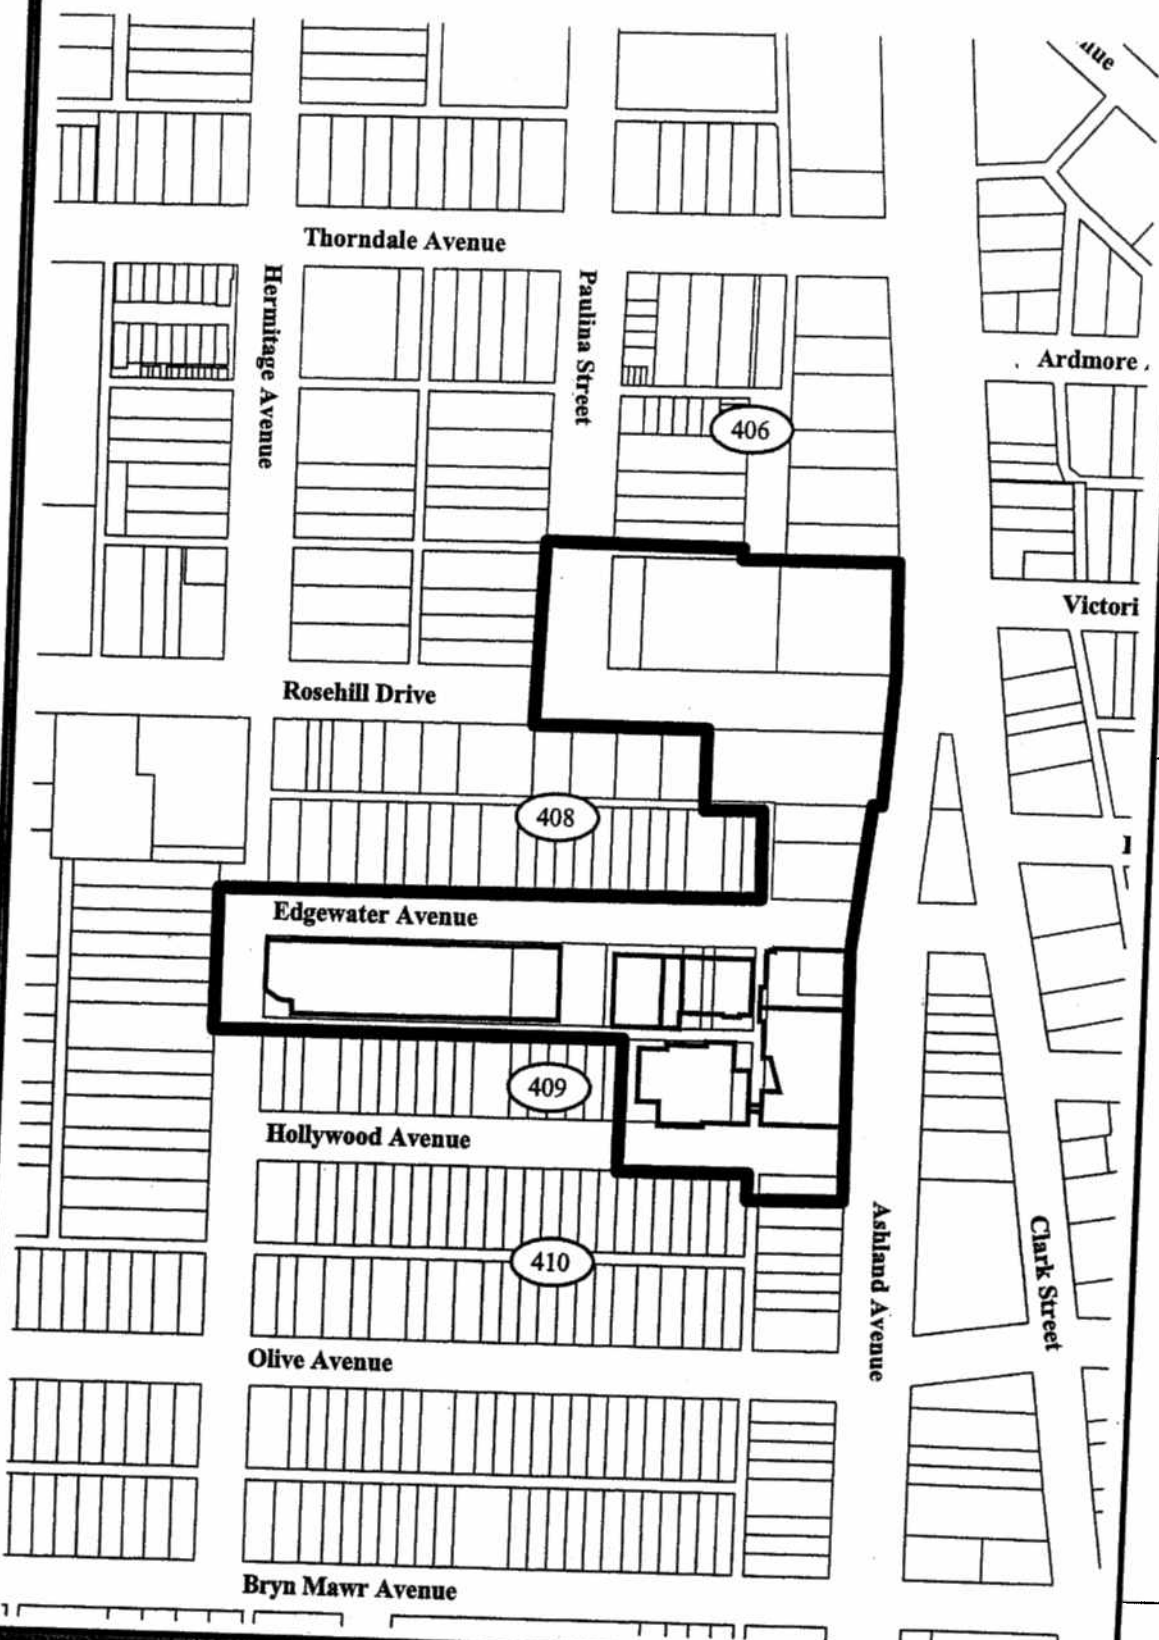 Thorndale Avenue
Hermitage Avenue
Paulina Street
Ardmore
406
Victori
Rosehill Drive
408
Edgewater Avenue
409
Hollywood Avenue
410
Ashland Avenue
Clark Street
Olive Avenue
Bryn Mawr Avenue